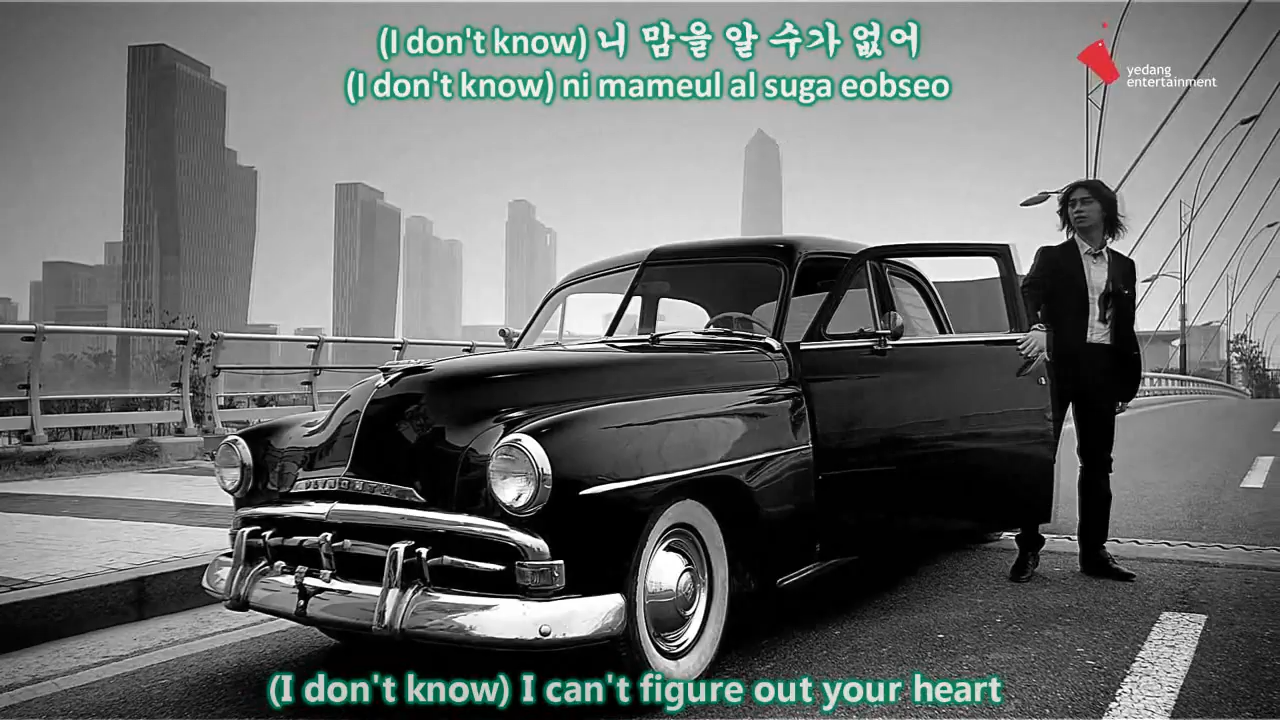 (I don't know) 니 맘을 알 수가 없어
(I don't know) ni mameul al suga eobseo
yedang
entertainment
PLYMOUTH
(I don't know) I can't figure out your heart